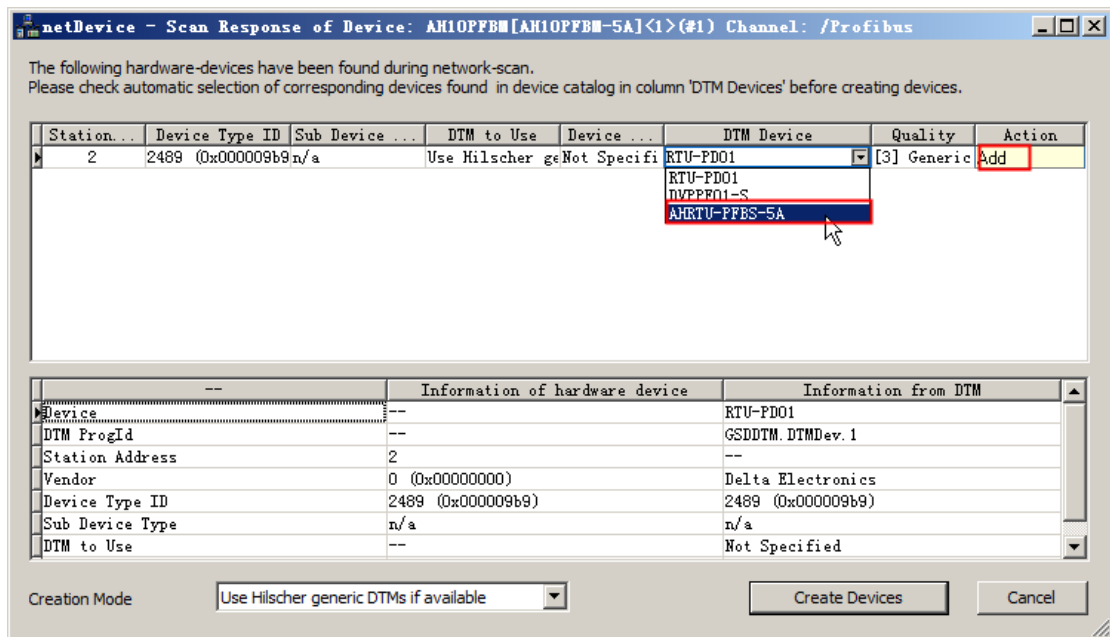 netDevice - Scan Response of Device: AH10PFBM[AH10PFBM-5A]<1>(#1) Channel: /Profibus
The following hardware-devices have been found during network-scan.
Please check automatic selection of corresponding devices found in device catalog in column 'DTM Devices' before creating devices.
Station... Device Type ID Sub Device ... DTM to Use Device ... DTM Device Quality Action
2 2489 (0x000009b9 n/a Use Hilscher ge Not Specifi RTU-PD01 [3] Generic Add
RTU-PD01
DVPPF01-S
AHRTU-PFBS-5A
-- Information of hardware device Information from DTM
Device -- RTU-PD01
DTM ProgId -- GSDDTM.DTMDev.1
Station Address 2 --
Vendor 0 (0x00000000) Delta Electronics
Device Type ID 2489 (0x000009b9) 2489 (0x000009b9)
Sub Device Type n/a n/a
DTM to Use -- Not Specified
Creation Mode Use Hilscher generic DTMs if available Create Devices Cancel